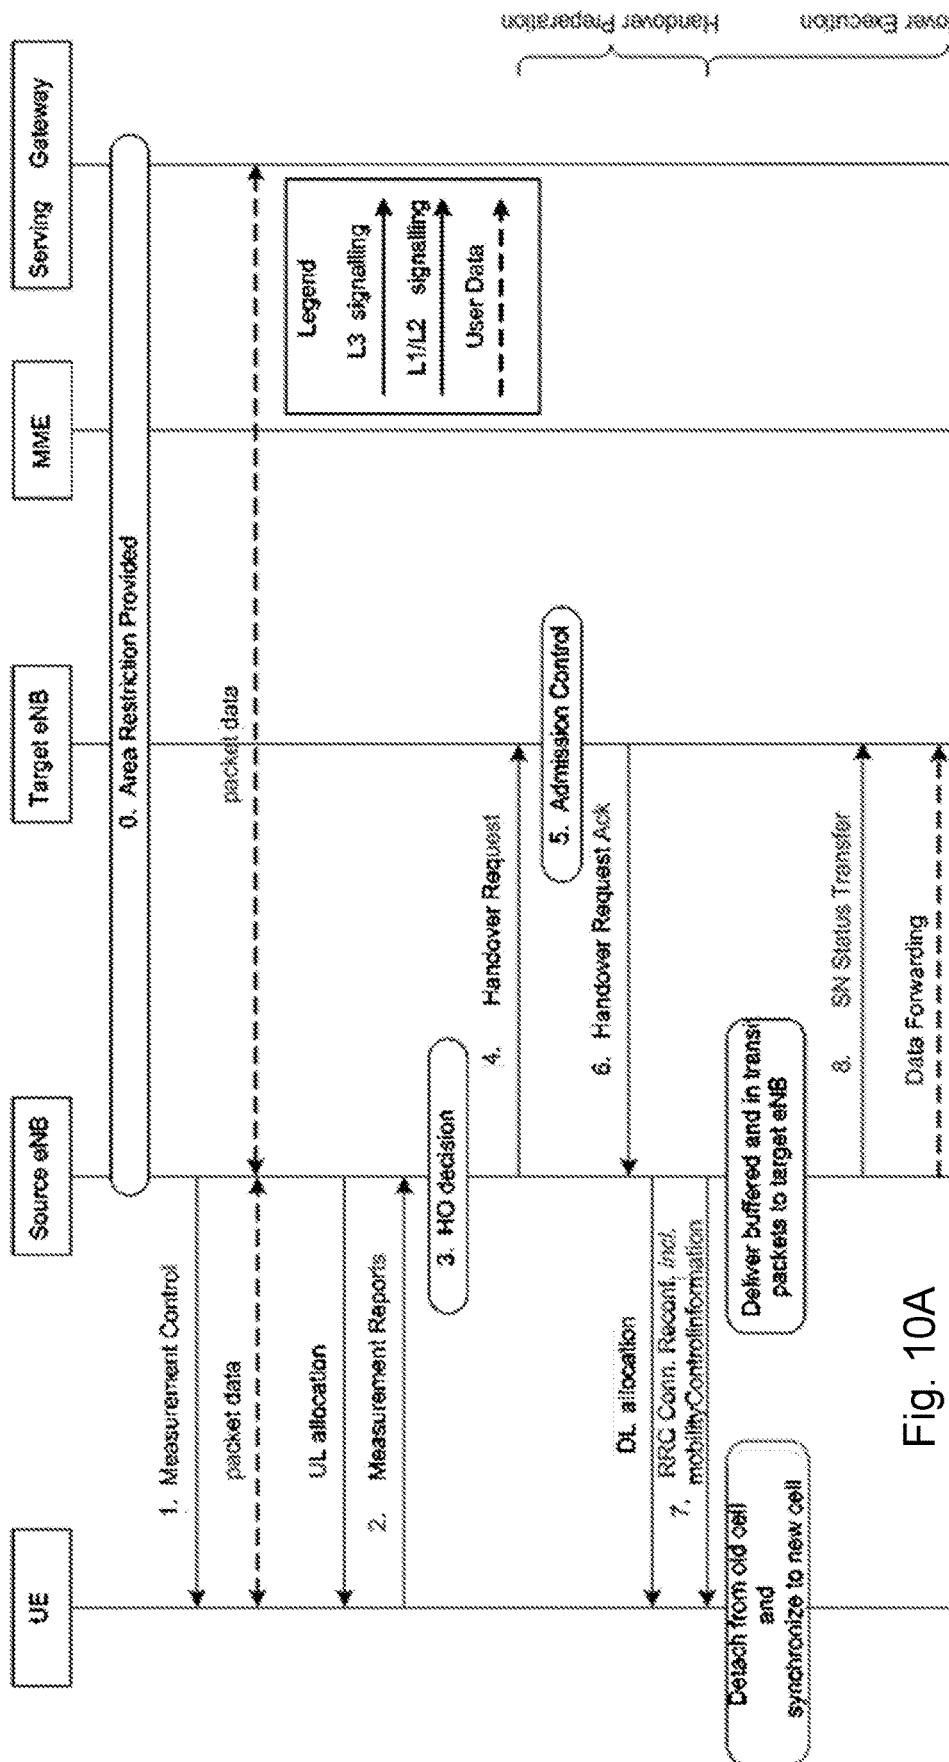 UE
Source eNB
Target eNB
MME
Serving Gateway
0. Area Restriction Provided
1. Measurement Control
packet data
packet data
UL allocation
2. Measurement Reports
3. HO decision
4. Handover Request
5. Admission Control
6. Handover Request Ack
DL allocation
7. RRC Conn. Reconf. incl.
mobilityControlinformation
Detach from old cell
and
synchronize to new cell
Deliver buffered and in transit
packets to target eNB
8. SN Status Transfer
Data Forwarding
Legend
L3 signalling
L1/L2 signalling
User Data
Handover Preparation
over Execution
Fig. 10A